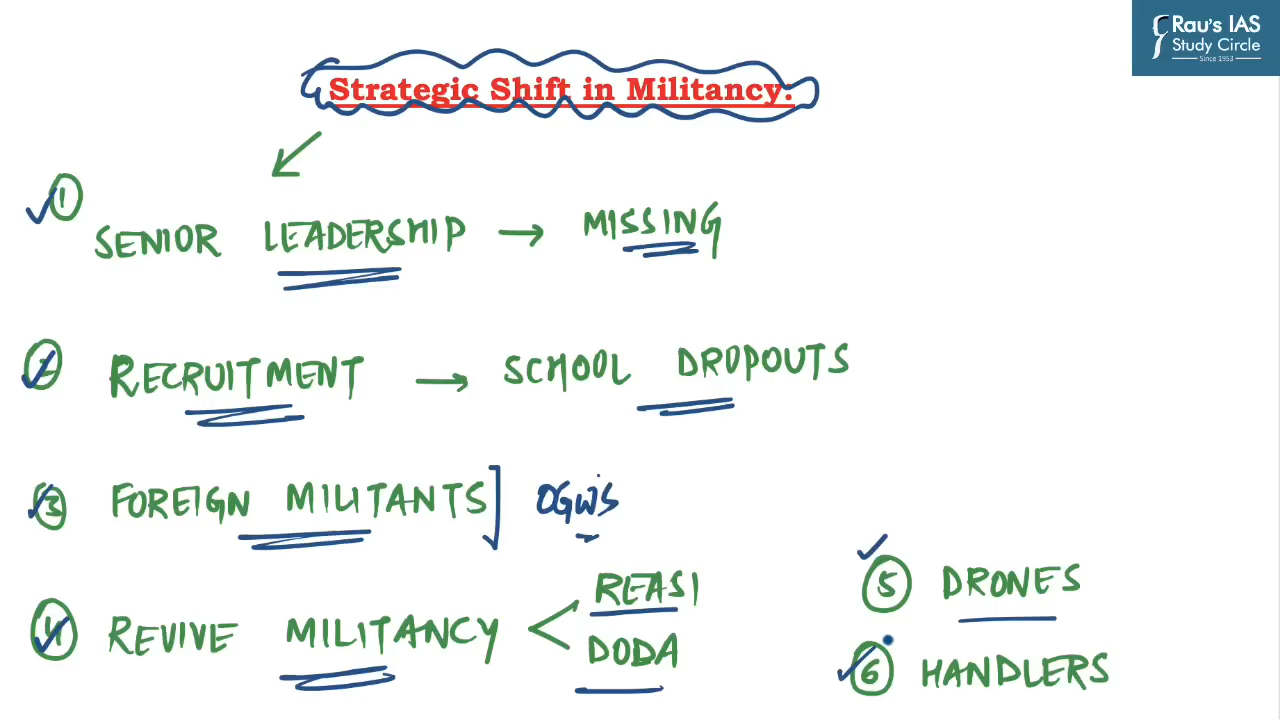 Rau's IAS
Study Circle
Since 1953
Strategic Shift in Militancy:
1
SENIOR LEADERSHIP → MISSING
2 RECRUITMENT → SCHOOL DROPOUTS
3 FOREIGN MILITANTS ] OGWS
4 REVIVE MILITANCY < REASI
DODA
5 DRONES
6 HANDLERS